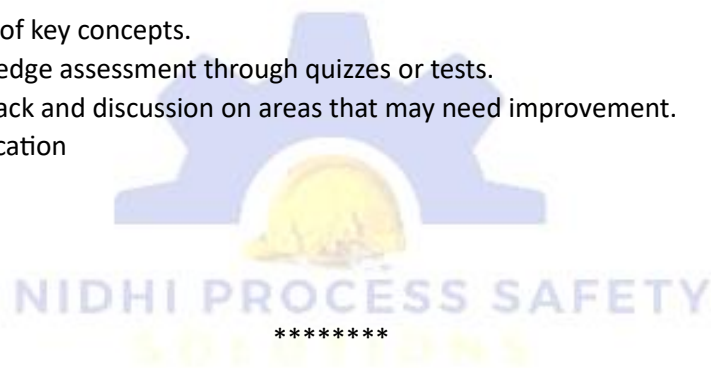 of key concepts.
edge assessment through quizzes or tests.
ack and discussion on areas that may need improvement.
cation
NIDHI PROCESS SAFETY
SOLUTIONS
********